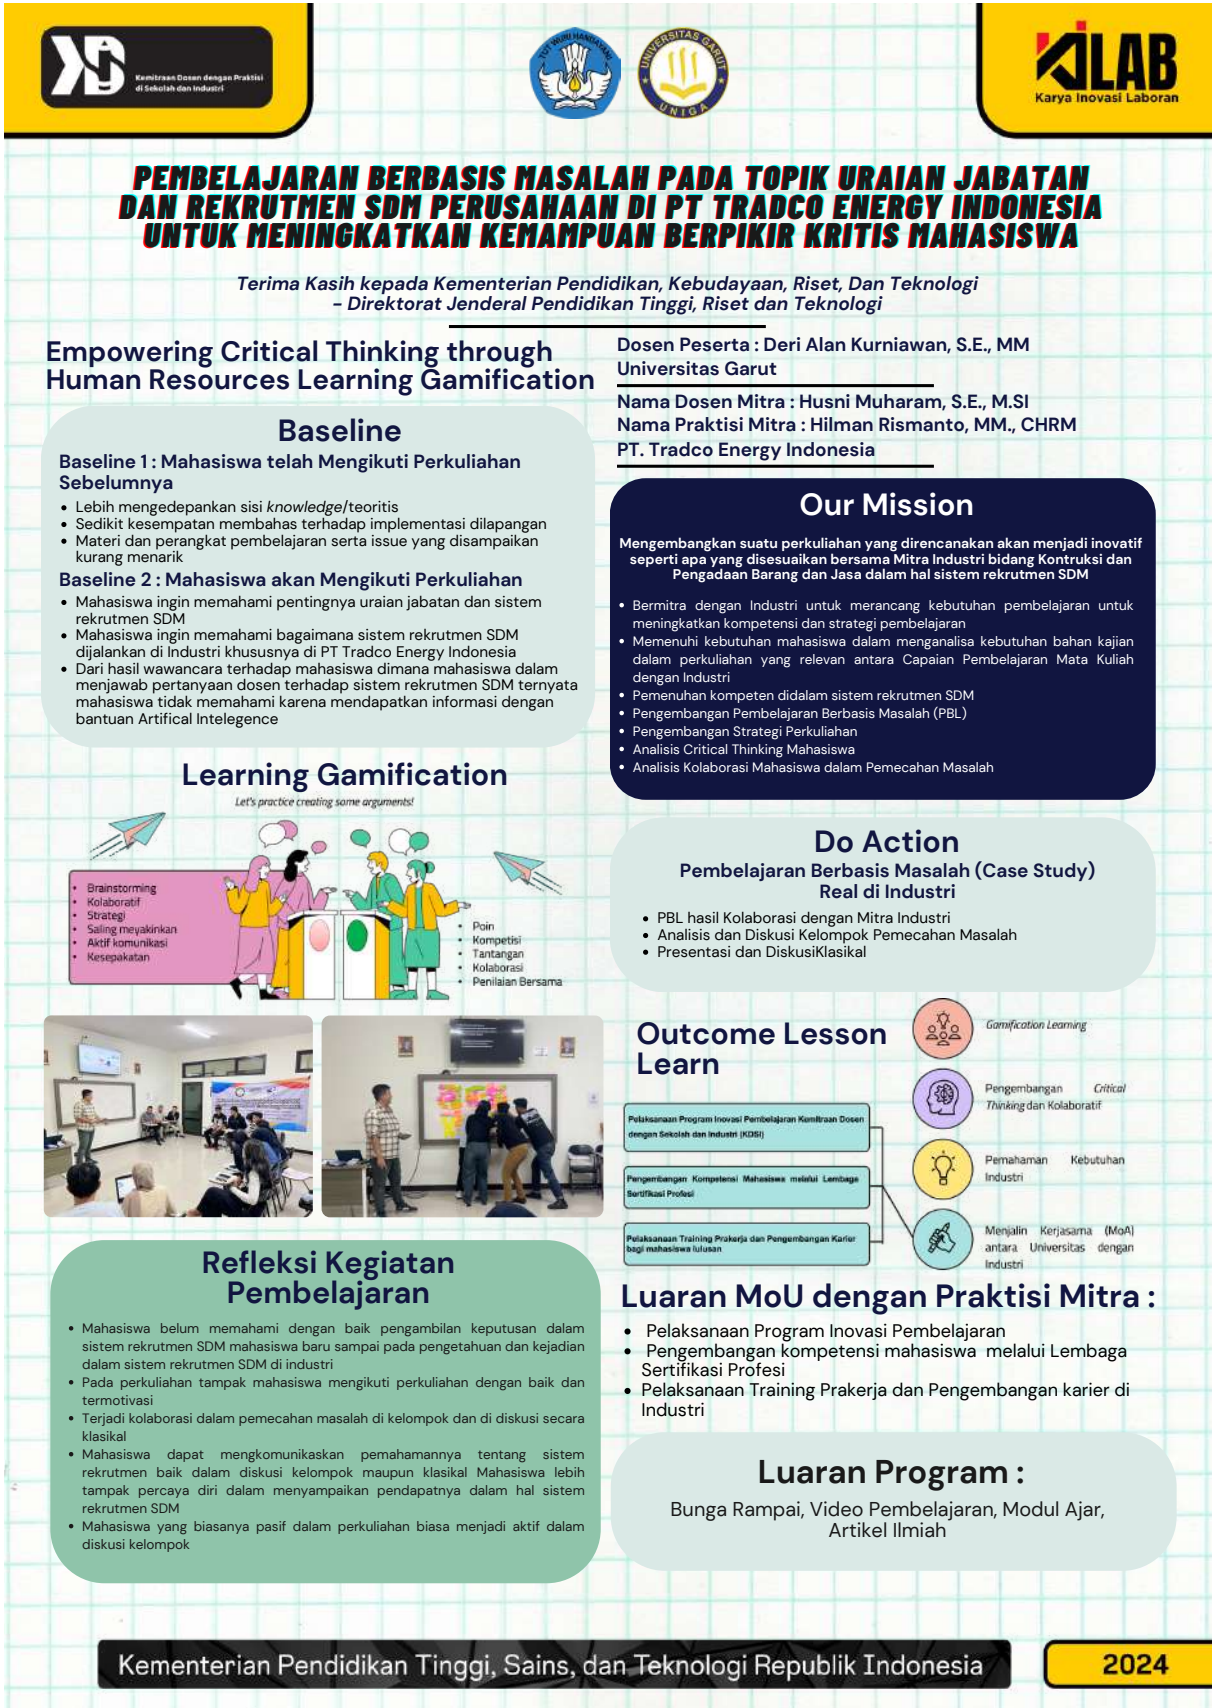 KDS
Kemitraan Dosen dengan Praktisi
di Sekolah dan Industri
TUT WURI HANDAYANI
UNIVERSITAS GARUT
UNIGA
KILAB
Karya Inovasi Laboran
PEMBELAJARAN BERBASIS MASALAH PADA TOPIK URAIAN JABATAN
DAN REKRUTMEN SDM PERUSAHAAN DI PT TRADCO ENERGY INDONESIA
UNTUK MENINGKATKAN KEMAMPUAN BERPIKIR KRITIS MAHASISWA
Terima Kasih kepada Kementerian Pendidikan, Kebudayaan, Riset, Dan Teknologi
- Direktorat Jenderal Pendidikan Tinggi, Riset dan Teknologi
Empowering Critical Thinking through
Human Resources Learning Gamification
Baseline
Baseline 1 : Mahasiswa telah Mengikuti Perkuliahan
Sebelumnya
• Lebih mengedepankan sisi knowledge/teoritis
• Sedikit kesempatan membahas terhadap implementasi dilapangan
• Materi dan perangkat pembelajaran serta issue yang disampaikan
kurang menarik
Baseline 2 : Mahasiswa akan Mengikuti Perkuliahan
• Mahasiswa ingin memahami pentingnya uraian jabatan dan sistem
rekrutmen SDM
• Mahasiswa ingin memahami bagaimana sistem rekrutmen SDM
dijalankan di Industri khususnya di PT Tradco Energy Indonesia
• Dari hasil wawancara terhadap mahasiswa dimana mahasiswa dalam
menjawab pertanyaan dosen terhadap sistem rekrutmen SDM ternyata
mahasiswa tidak memahami karena mendapatkan informasi dengan
bantuan Artifical Intelegence
Learning Gamification
Let's practice creating some arguments!
• Brainstorming
• Kolaboratif
• Strategi
• Saling meyakinkan
• Aktif komunikasi
• Kesepakatan
• Poin
• Kompetisi
• Tantangan
• Kolaborasi
• Penilaian Bersama
Refleksi Kegiatan
Pembelajaran
• Mahasiswa belum memahami dengan baik pengambilan keputusan dalam
sistem rekrutmen SDM mahasiswa baru sampai pada pengetahuan dan kejadian
dalam sistem rekrutmen SDM di industri
• Pada perkuliahan tampak mahasiswa mengikuti perkuliahan dengan baik dan
termotivasi
• Terjadi kolaborasi dalam pemecahan masalah di kelompok dan di diskusi secara
klasikal
• Mahasiswa dapat mengkomunikaskan pemahamannya tentang sistem
rekrutmen baik dalam diskusi kelompok maupun klasikal Mahasiswa lebih
tampak percaya diri dalam menyampaikan pendapatnya dalam hal sistem
rekrutmen SDM
• Mahasiswa yang biasanya pasif dalam perkuliahan biasa menjadi aktif dalam
diskusi kelompok
Dosen Peserta : Deri Alan Kurniawan, S.E., MM
Universitas Garut
Nama Dosen Mitra : Husni Muharam, S.E., M.SI
Nama Praktisi Mitra : Hilman Rismanto, MM., CHRM
PT. Tradco Energy Indonesia
Our Mission
Mengembangkan suatu perkuliahan yang direncanakan akan menjadi inovatif
seperti apa yang disesuaikan bersama Mitra Industri bidang Kontruksi dan
Pengadaan Barang dan Jasa dalam hal sistem rekrutmen SDM
• Bermitra dengan Industri untuk merancang kebutuhan pembelajaran untuk
meningkatkan kompetensi dan strategi pembelajaran
• Memenuhi kebutuhan mahasiswa dalam menganalisa kebutuhan bahan kajian
dalam perkuliahan yang relevan antara Capaian Pembelajaran Mata Kuliah
dengan Industri
• Pemenuhan kompeten didalam sistem rekrutmen SDM
• Pengembangan Pembelajaran Berbasis Masalah (PBL)
• Pengembangan Strategi Perkuliahan
• Analisis Critical Thinking Mahasiswa
• Analisis Kolaborasi Mahasiswa dalam Pemecahan Masalah
Do Action
Pembelajaran Berbasis Masalah (Case Study)
Real di Industri
• PBL hasil Kolaborasi dengan Mitra Industri
• Analisis dan Diskusi Kelompok Pemecahan Masalah
• Presentasi dan DiskusiKlasikal
Outcome Lesson
Learn
Pelaksanaan Program Inovasi Pembelajaran Kemitraan Dosen
dengan Sekolah dan Industri (KDSI)
Pengembangan Kompetensi Mahasiswa melalui Lembaga
Sertifikasi Profesi
Pelaksanaan Training Prakerja dan Pengembangan Karier
bagi mahasiswa lulusan
Gamification Learning
Pengembangan Critical
Thinking dan Kolaboratif
Pemahaman Kebutuhan
Industri
Menjalin Kerjasama (MoA)
antara Universitas dengan
Industri
Luaran MoU dengan Praktisi Mitra :
• Pelaksanaan Program Inovasi Pembelajaran
• Pengembangan kompetensi mahasiswa melalui Lembaga
Sertifikasi Profesi
• Pelaksanaan Training Prakerja dan Pengembangan karier di
Industri
Luaran Program :
Bunga Rampai, Video Pembelajaran, Modul Ajar,
Artikel Ilmiah
Kementerian Pendidikan Tinggi, Sains, dan Teknologi Republik Indonesia
2024